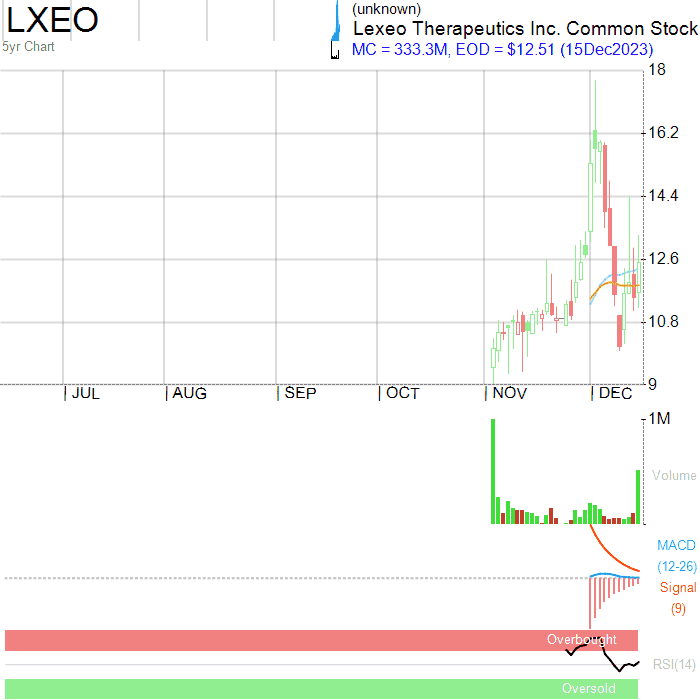 LXEO
5yr Chart
(unknown)
Lexeo Therapeutics Inc. Common Stock
MC = 333.3M, EOD = $12.51 (15Dec2023)
18
16.2
14.4
12.6
10.8
9
JUL AUG SEP OCT NOV DEC
1M
Volume
MACD
(12-26)
Signal
(9)
Overbought
RSI(14)
Oversold